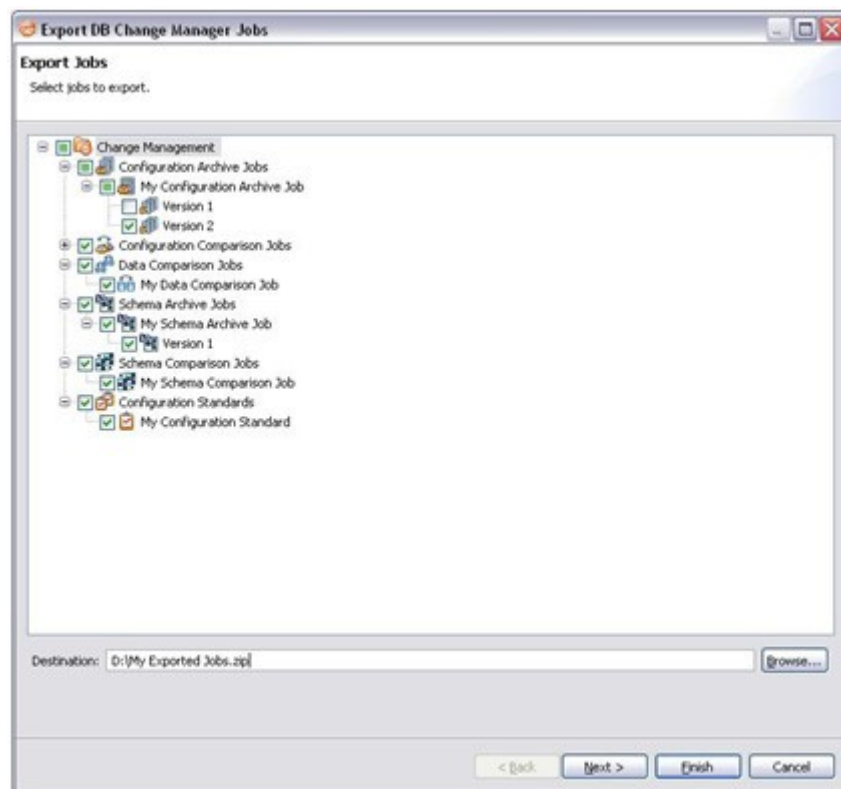 Export DB Change Manager Jobs
Export Jobs
Select jobs to export.
Change Management
Configuration Archive Jobs
My Configuration Archive Job
Version 1
Version 2
Configuration Comparison Jobs
Data Comparison Jobs
My Data Comparison Job
Schema Archive Jobs
My Schema Archive Job
Version 1
Schema Comparison Jobs
My Schema Comparison Job
Configuration Standards
My Configuration Standard
Destination: D:\My Exported Jobs.zip Browse...
< Back Next > Finish Cancel